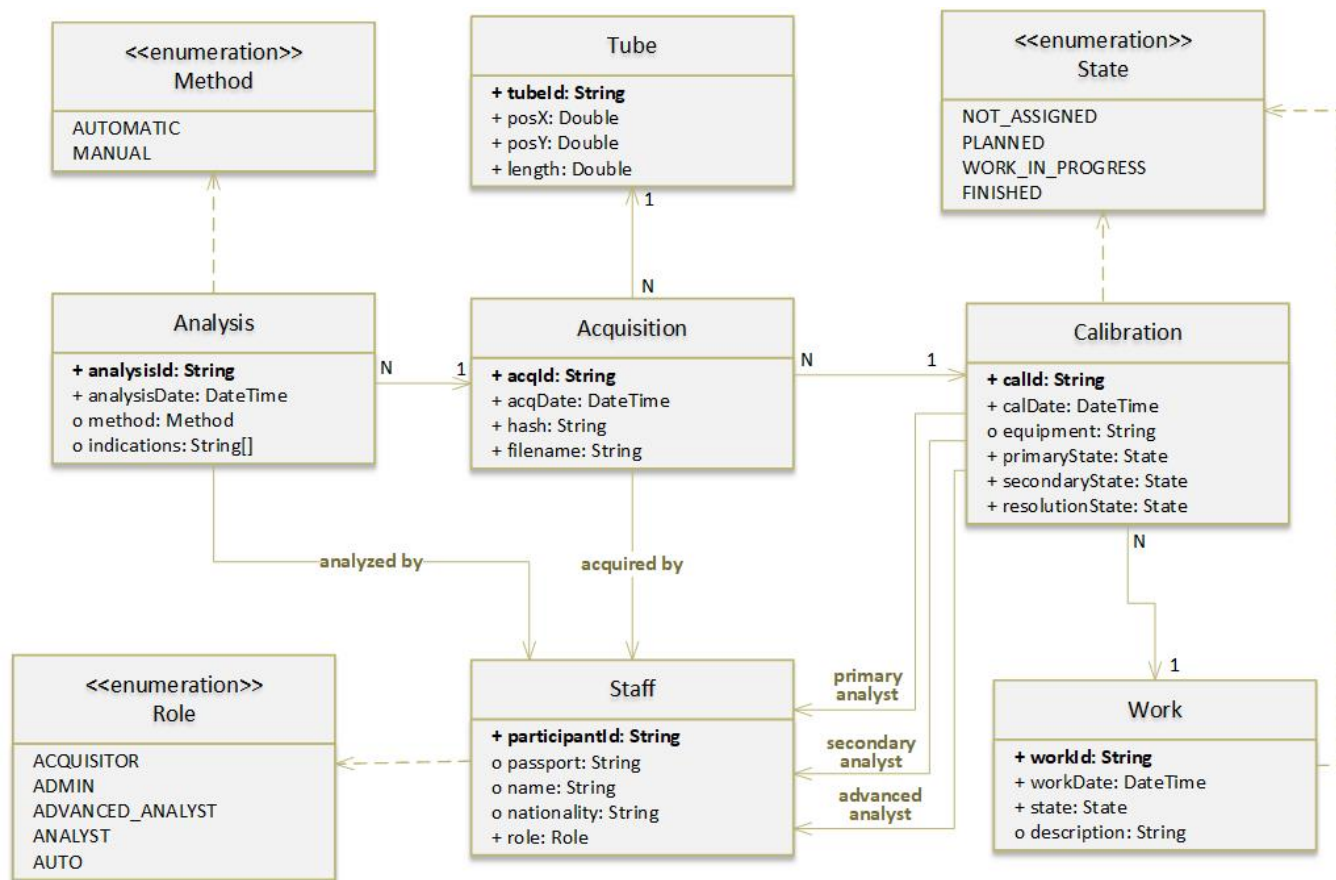 <<enumeration>>
Method
AUTOMATIC
MANUAL
Tube
+ tubeId: String
+ posX: Double
+ posY: Double
+ length: Double
<<enumeration>>
State
NOT_ASSIGNED
PLANNED
WORK_IN_PROGRESS
FINISHED
1
N
Analysis
+ analysisId: String
+ analysisDate: DateTime
o method: Method
o indications: String[]
N
1
Acquisition
+ acqId: String
+ acqDate: DateTime
+ hash: String
+ filename: String
N
1
Calibration
+ calId: String
+ calDate: DateTime
o equipment: String
+ primaryState: State
+ secondaryState: State
+ resolutionState: State
analyzed by
acquired by
N
1
<<enumeration>>
Role
ACQUISITOR
ADMIN
ADVANCED_ANALYST
ANALYST
AUTO
Staff
+ participantId: String
o passport: String
o name: String
o nationality: String
+ role: Role
primary
analyst
secondary
analyst
advanced
analyst
Work
+ workId: String
+ workDate: DateTime
+ state: State
o description: String